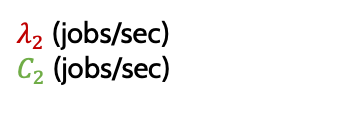 λ₂ (jobs/sec)
C₂ (jobs/sec)